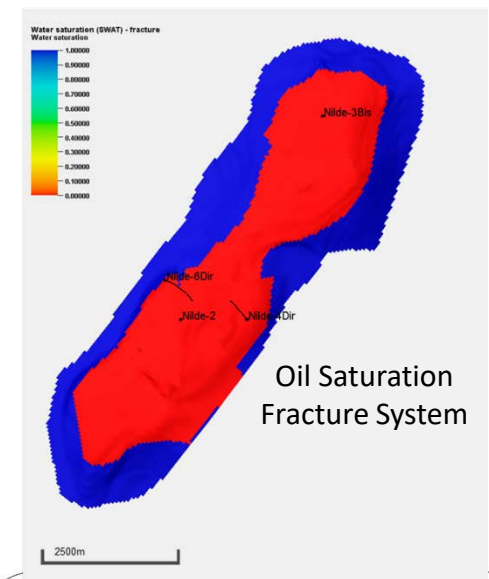 Water saturation (SWAT) - fracture
Water saturation
1.00000
0.90000
0.80000
0.70000
0.60000
0.50000
0.40000
0.30000
0.20000
0.10000
0.00000
Nilde-3Bis
Nilde-6Dir
Nilde-2
Nilde-4Dir
Oil Saturation
Fracture System
2500m